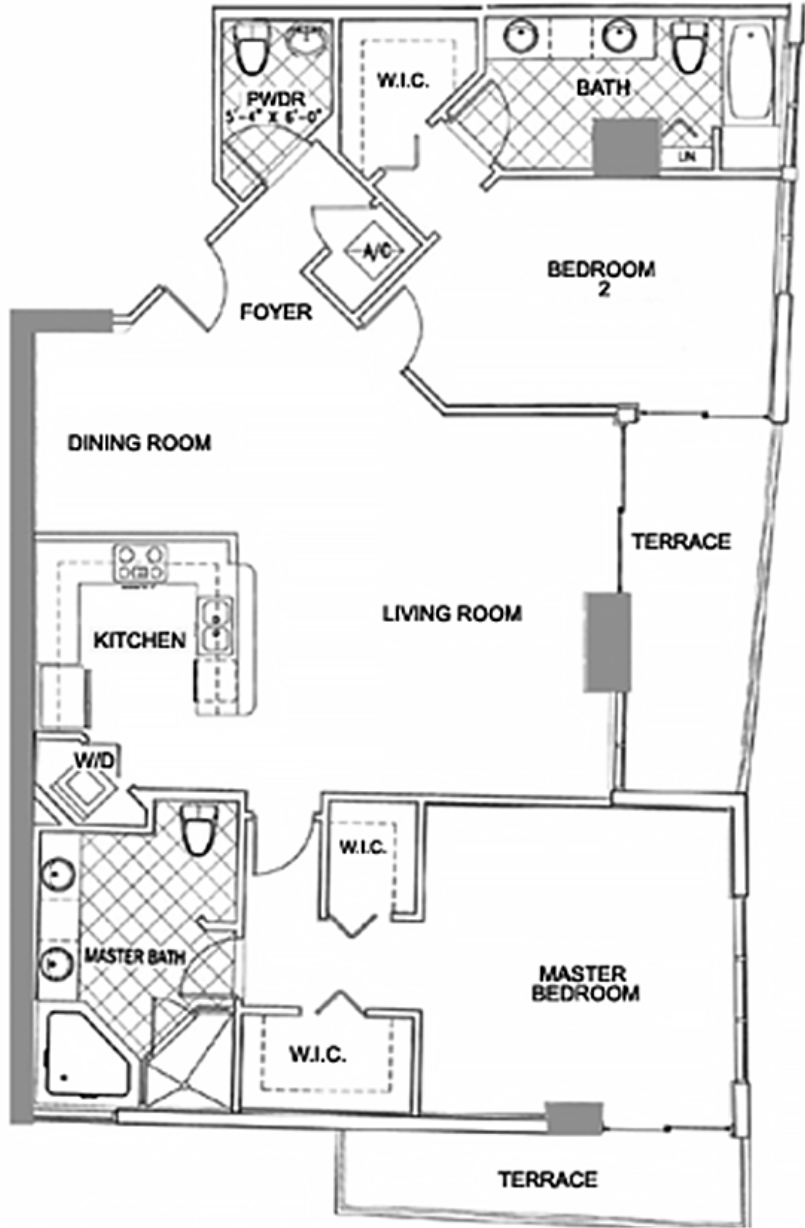 PWDR
5'-4" X 6'-0"
W.I.C.
BATH
LIN
A/C
BEDROOM
2
FOYER
DINING ROOM
TERRACE
KITCHEN
LIVING ROOM
W/D
W.I.C.
MASTER BATH
MASTER
BEDROOM
W.I.C.
TERRACE